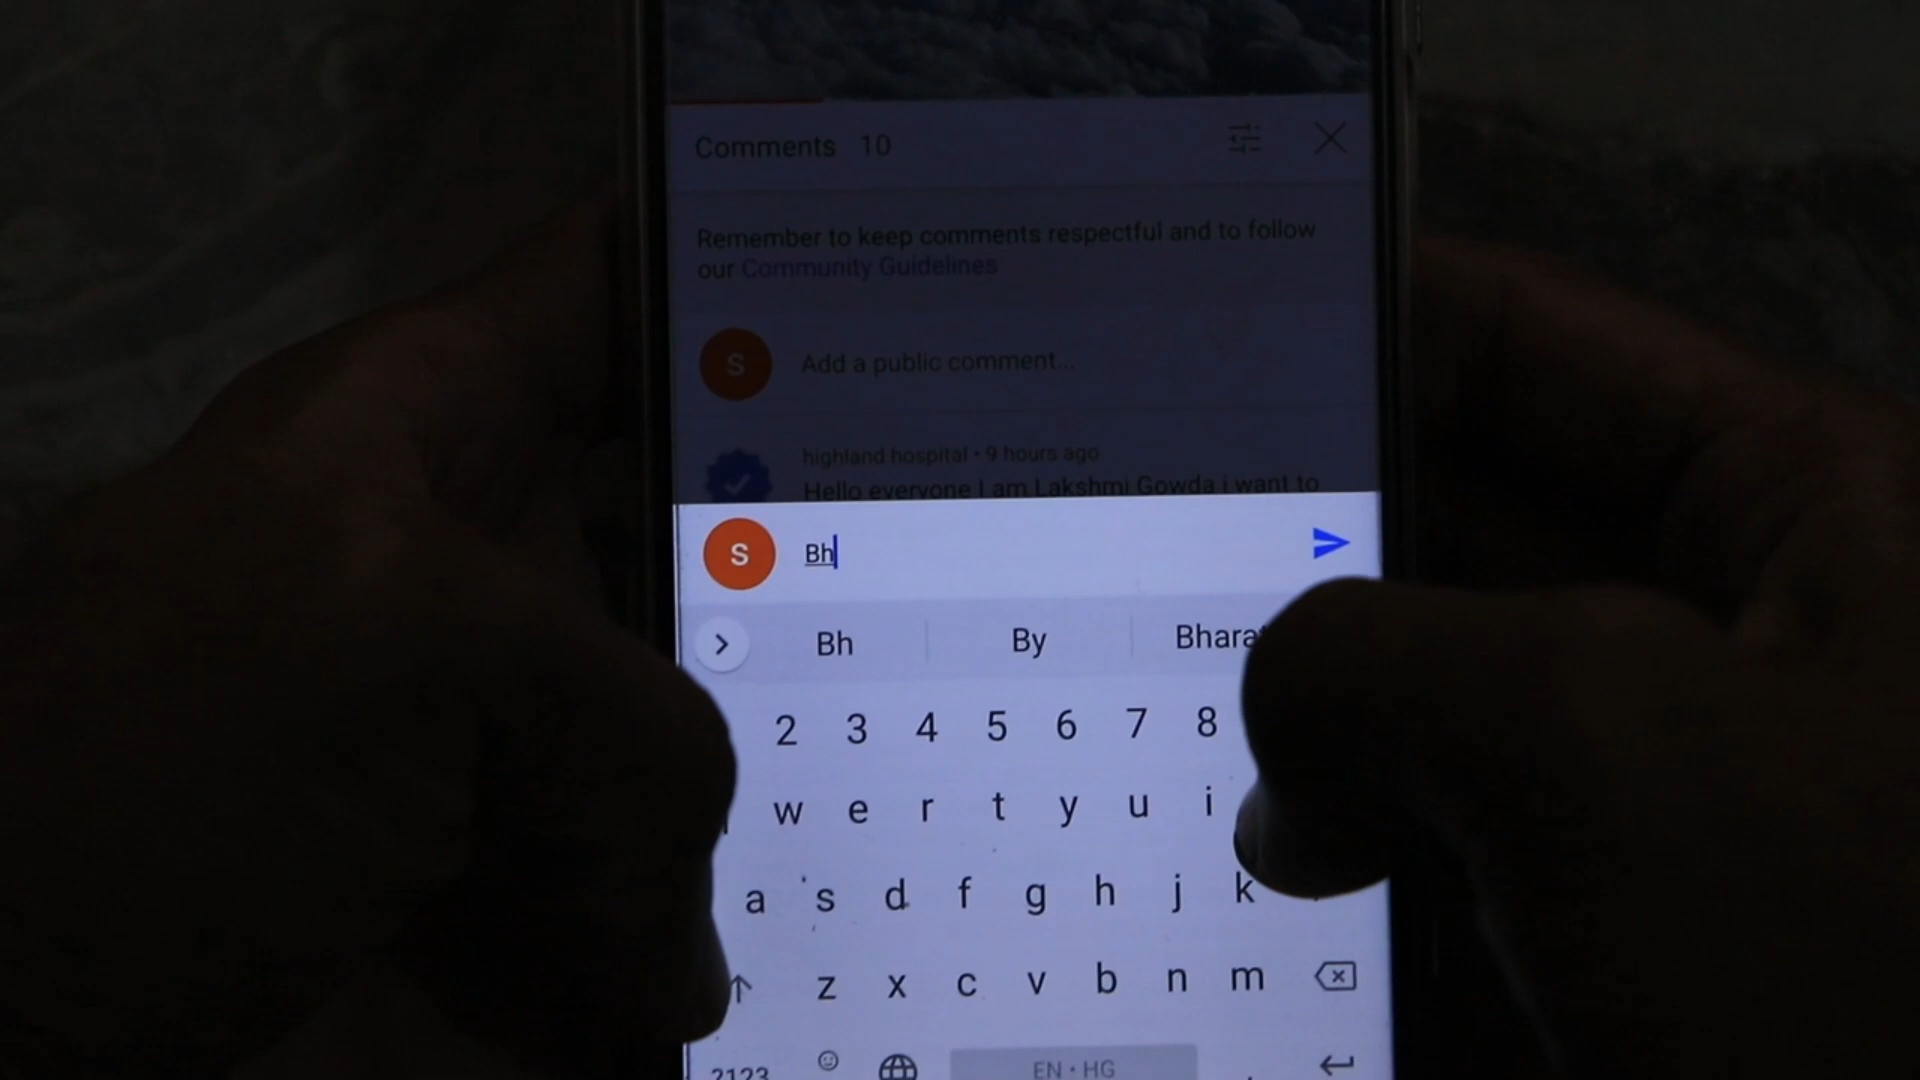 Comments 10
Remember to keep comments respectful and to follow
our Community Guidelines
S Add a public comment...
highland hospital • 9 hours ago
Hello everyone I am Lakshmi Gowda i want to
S Bh
Bh By
2 3 4 5 6 7 8
w e r t y u i
a s d f g h j k
z x c v b n m
EN • HG